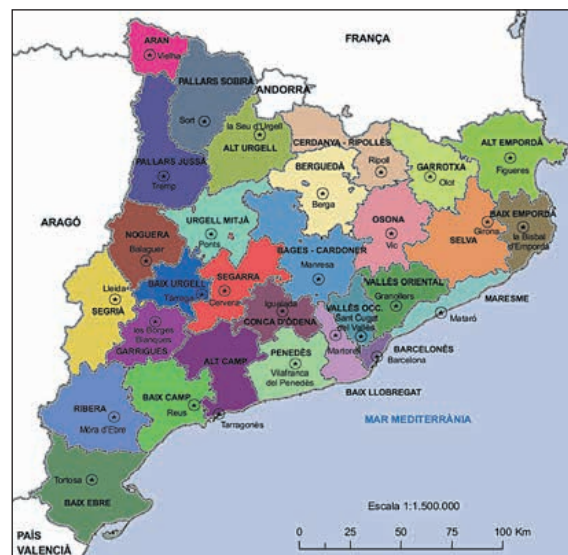 ARAN
Vielha
FRANÇA
PALLARS SOBIRÀ
Sort
ANDORRA
la Seu d'Urgell
ALT URGELL
CERDANYA - RIPOLLÈS
Ripoll
BERGUEDÀ
Berga
GARROTXA
Olot
ALT EMPORDÀ
Figueres
PALLARS JUSSÀ
Tremp
ARAGÓ
NOGUERA
Balaguer
URGELL MITJÀ
Ponts
BAGES - CARDONER
Manresa
OSONA
Vic
SELVA
Girona
BAIX EMPORDÀ
la Bisbal
d'Empordà
Lleida
SEGRIÀ
BAIX URGELL
Tàrrega
SEGARRA
Cervera
Igualada
CONCA D'ÒDENA
VALLÈS OCC.
Sant Cugat
del Vallès
VALLÈS ORIENTAL
Granollers
MARESME
Mataró
les Borges
Blanques
GARRIGUES
ALT CAMP
PENEDÈS
Vilafranca
del Penedès
Martorell
BARCELONÈS
Barcelona
BAIX LLOBREGAT
RIBERA
Móra d'Ebre
BAIX CAMP
Reus
Tarragonès
MAR MEDITERRÀNIA
Tortosa
BAIX EBRE
PAÍS
VALENCIÀ
Escala 1:1.500.000
0 25 50 75 100 Km